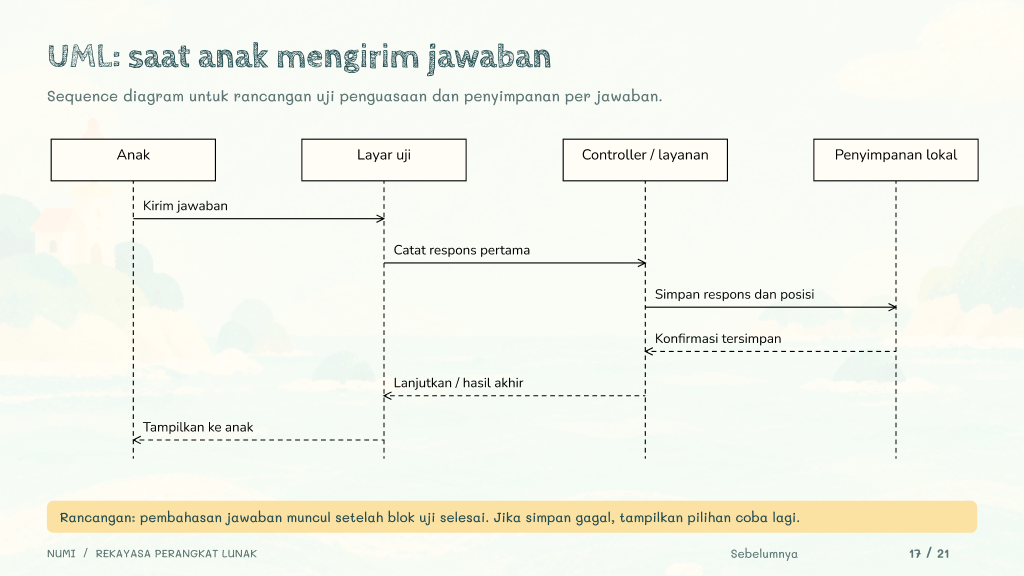 UML: saat anak mengirim jawaban
Sequence diagram untuk rancangan uji penguasaan dan penyimpanan per jawaban.
Anak
Layar uji
Controller / layanan
Penyimpanan lokal
Kirim jawaban
Catat respons pertama
Simpan respons dan posisi
Konfirmasi tersimpan
Lanjutkan / hasil akhir
Tampilkan ke anak
Rancangan: pembahasan jawaban muncul setelah blok uji selesai. Jika simpan gagal, tampilkan pilihan coba lagi.
NUMI / REKAYASA PERANGKAT LUNAK
Sebelumnya
17 / 21